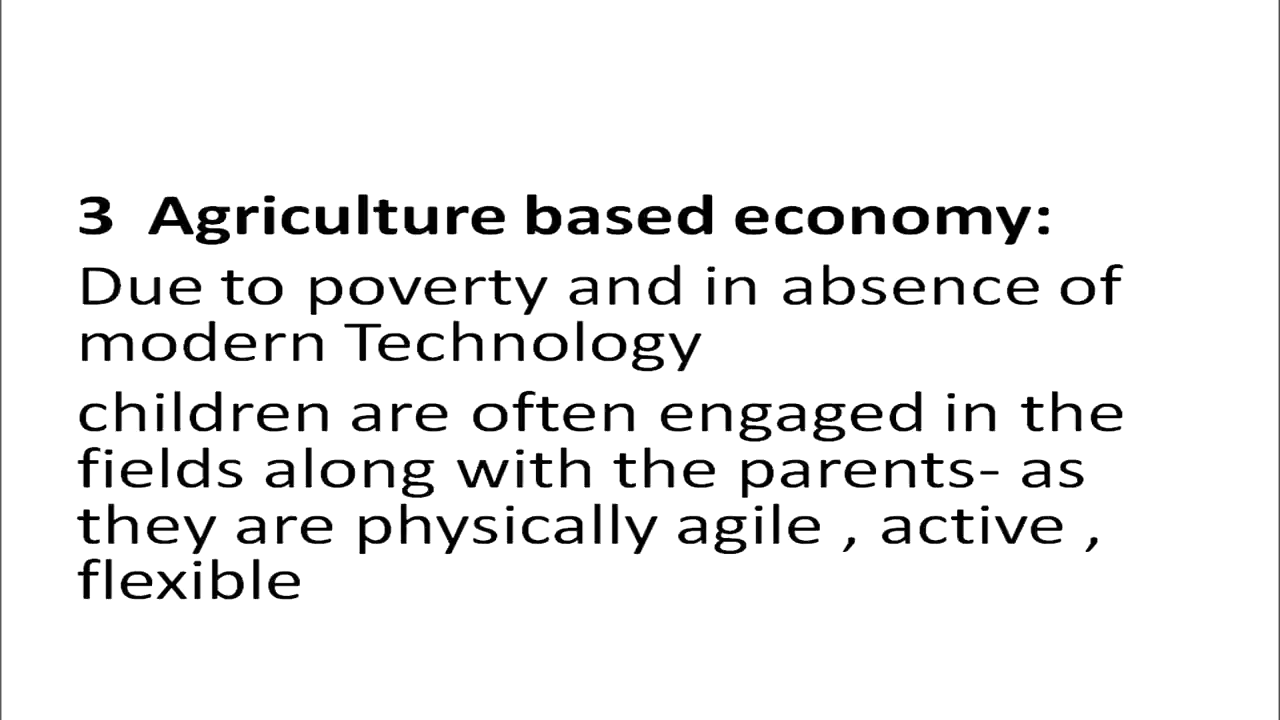 3  Agriculture based economy:
Due to poverty and in absence of
modern Technology
children are often engaged in the
fields along with the parents- as
they are physically agile , active ,
flexible